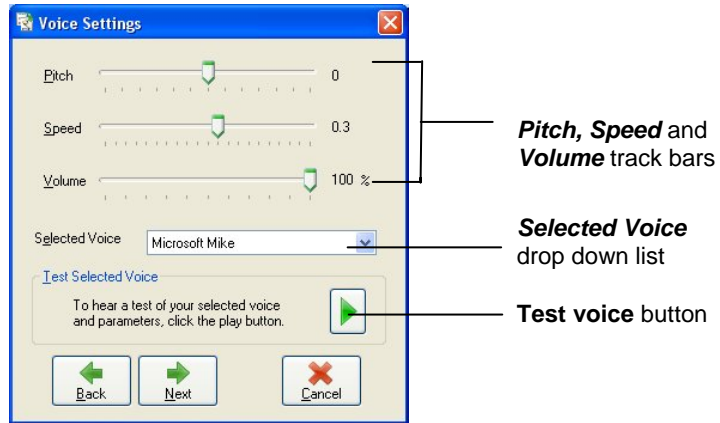 Voice Settings
Pitch 0
Speed 0.3
Volume 100 %
Pitch, Speed and
Volume track bars
Selected Voice Microsoft Mike
Selected Voice
drop down list
Test Selected Voice
To hear a test of your selected voice
and parameters, click the play button.
Test voice button
Back Next Cancel